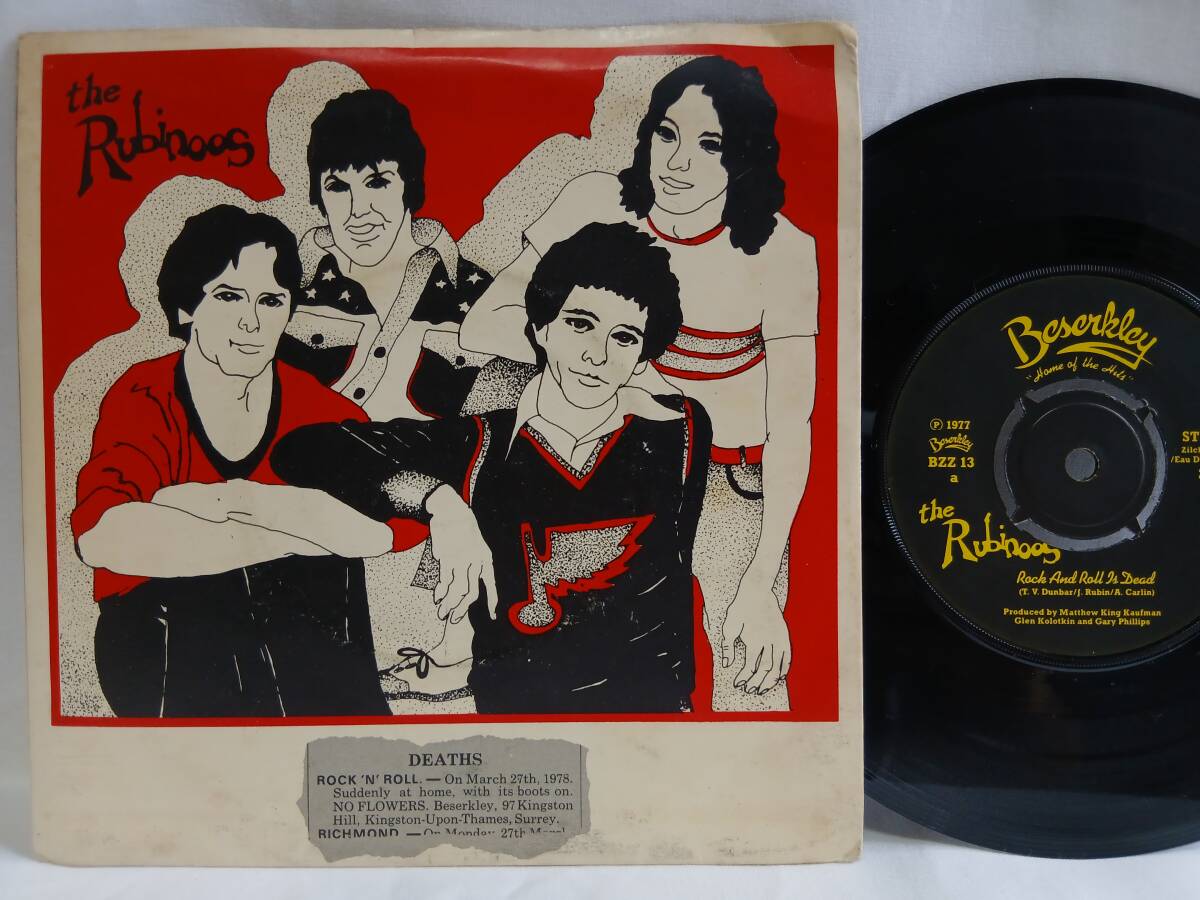 the
Rubinoos
DEATHS
ROCK 'N' ROLL. — On March 27th, 1978.
Suddenly at home, with its boots on.
NO FLOWERS. Beserkley, 97 Kingston
Hill, Kingston-Upon-Thames, Surrey.
RICHMOND — On Monday 27th March
Beserkley
"Home of the Hits"
℗ 1977
Beserkley
BZZ 13
a
ST
/Eau D
the
Rubinoos
Rock And Roll Is Dead
(T. V. Dunbar/J. Rubin/A. Carlin)
Produced by Matthew King Kaufman
Glen Kolotkin and Gary Phillips